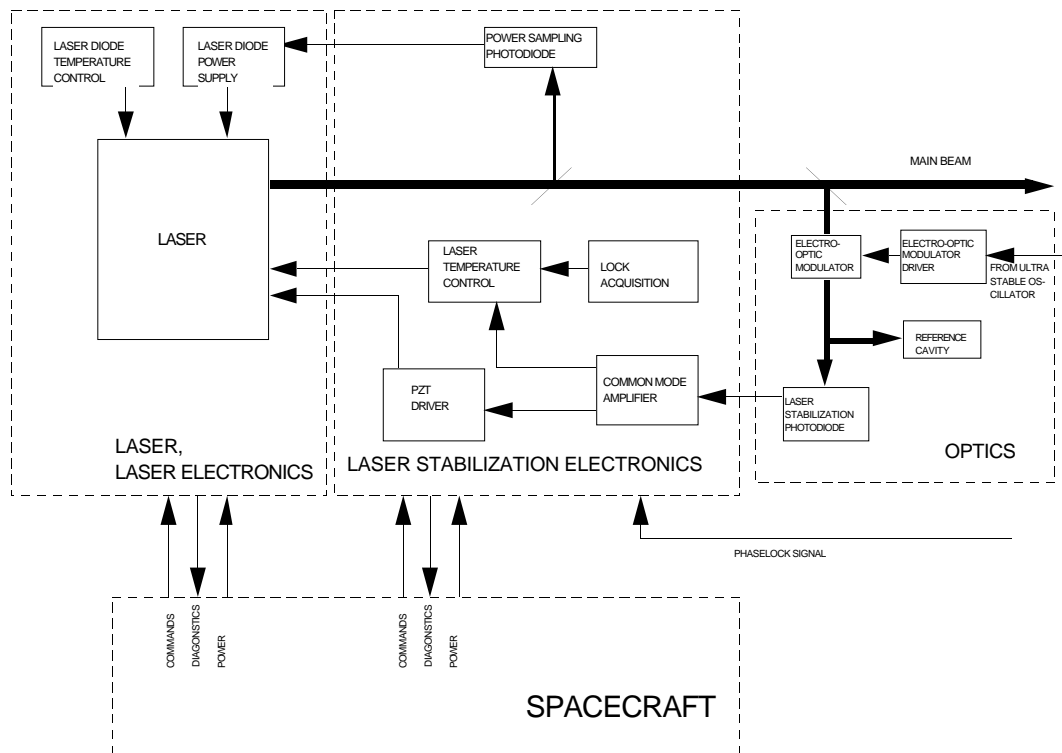 LASER DIODE
TEMPERATURE
CONTROL
LASER DIODE
POWER
SUPPLY
POWER SAMPLING
PHOTODIODE
MAIN BEAM
LASER
LASER
TEMPERATURE
CONTROL
LOCK
ACQUISITION
ELECTRO-
OPTIC
MODULATOR
ELECTRO-OPTIC
MODULATOR
DRIVER
FROM ULTRA
STABLE OS-
CILLATOR
REFERENCE
CAVITY
PZT
DRIVER
COMMON MODE
AMPLIFIER
LASER
STABILIZATION
PHOTODIODE
LASER,
LASER ELECTRONICS
LASER STABILIZATION ELECTRONICS
OPTICS
PHASELOCK SIGNAL
COMMANDS
DIAGONSTICS
POWER
COMMANDS
DIAGONSTICS
POWER
SPACECRAFT